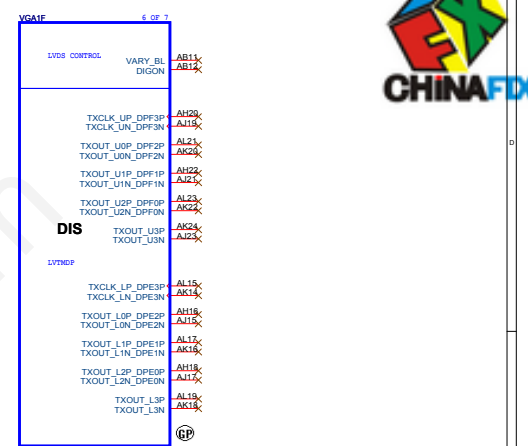 VGA1F 6 OF 7
LVDS CONTROL
VARY_BL AB11
DIGON AB12
TXCLK_UP_DPF3P AH20
TXCLK_UN_DPF3N AJ19
TXOUT_U0P_DPF2P AL21
TXOUT_U0N_DPF2N AK20
TXOUT_U1P_DPF1P AH22
TXOUT_U1N_DPF1N AJ21
TXOUT_U2P_DPF0P AL23
TXOUT_U2N_DPF0N AK22
DIS
TXOUT_U3P AK24
TXOUT_U3N AJ23
LVTMDP
TXCLK_LP_DPE3P AL15
TXCLK_LN_DPE3N AK14
TXOUT_L0P_DPE2P AH16
TXOUT_L0N_DPE2N AJ15
TXOUT_L1P_DPE1P AL17
TXOUT_L1N_DPE1N AK16
TXOUT_L2P_DPE0P AH18
TXOUT_L2N_DPE0N AJ17
TXOUT_L3P AL19
TXOUT_L3N AK18
GP
CHINAFIX
D